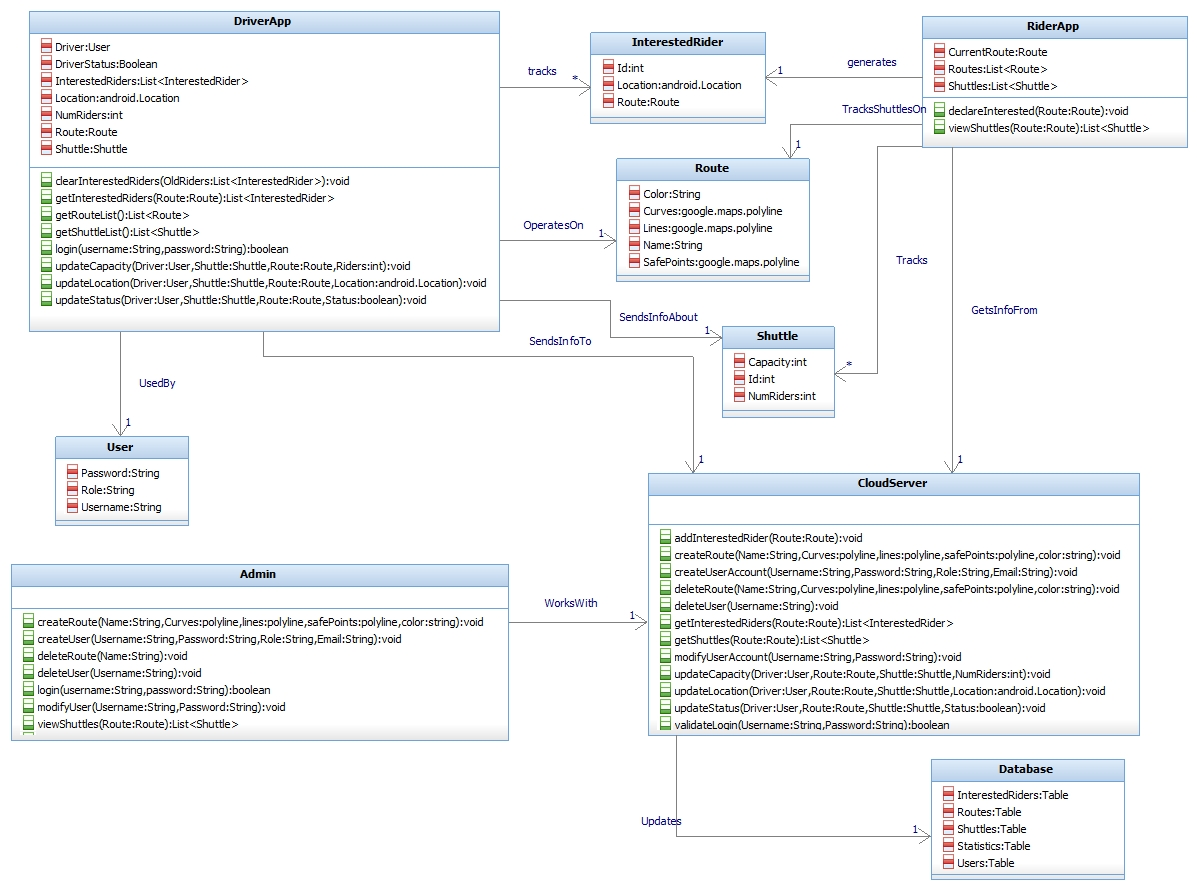 DriverApp
Driver:User
DriverStatus:Boolean
InterestedRiders:List<InterestedRider>
Location:android.Location
NumRiders:int
Route:Route
Shuttle:Shuttle
clearInterestedRiders(OldRiders:List<InterestedRider>):void
getInterestedRiders(Route:Route):List<InterestedRider>
getRouteList():List<Route>
getShuttleList():List<Shuttle>
login(username:String,password:String):boolean
updateCapacity(Driver:User,Shuttle:Shuttle,Route:Route,Riders:int):void
updateLocation(Driver:User,Shuttle:Shuttle,Route:Route,Location:android.Location):void
updateStatus(Driver:User,Shuttle:Shuttle,Route:Route,Status:boolean):void
tracks
*
InterestedRider
Id:int
Location:android.Location
Route:Route
1
generates
RiderApp
CurrentRoute:Route
Routes:List<Route>
Shuttles:List<Shuttle>
declareInterested(Route:Route):void
viewShuttles(Route:Route):List<Shuttle>
TracksShuttlesOn
1
Route
Color:String
Curves:google.maps.polyline
Lines:google.maps.polyline
Name:String
SafePoints:google.maps.polyline
OperatesOn
1
Tracks
GetsInfoFrom
SendsInfoAbout
1
SendsInfoTo
Shuttle
Capacity:int
Id:int
NumRiders:int
*
UsedBy
1
User
Password:String
Role:String
Username:String
1
1
CloudServer
addInterestedRider(Route:Route):void
createRoute(Name:String,Curves:polyline,lines:polyline,safePoints:polyline,color:string):void
createUserAccount(Username:String,Password:String,Role:String,Email:String):void
deleteRoute(Name:String,Curves:polyline,lines:polyline,safePoints:polyline,color:string):void
deleteUser(Username:String):void
getInterestedRiders(Route:Route):List<InterestedRider>
getShuttles(Route:Route):List<Shuttle>
modifyUserAccount(Username:String,Password:String):void
updateCapacity(Driver:User,Route:Route,Shuttle:Shuttle,NumRiders:int):void
updateLocation(Driver:User,Route:Route,Shuttle:Shuttle,Location:android.Location):void
updateStatus(Driver:User,Route:Route,Shuttle:Shuttle,Status:boolean):void
validateLogin(Username:String,Password:String):boolean
Admin
createRoute(Name:String,Curves:polyline,lines:polyline,safePoints:polyline,color:string):void
createUser(Username:String,Password:String,Role:String,Email:String):void
deleteRoute(Name:String):void
deleteUser(Username:String):void
login(username:String,password:String):boolean
modifyUser(Username:String,Password:String):void
viewShuttles(Route:Route):List<Shuttle>
WorksWith
1
Updates
1
Database
InterestedRiders:Table
Routes:Table
Shuttles:Table
Statistics:Table
Users:Table